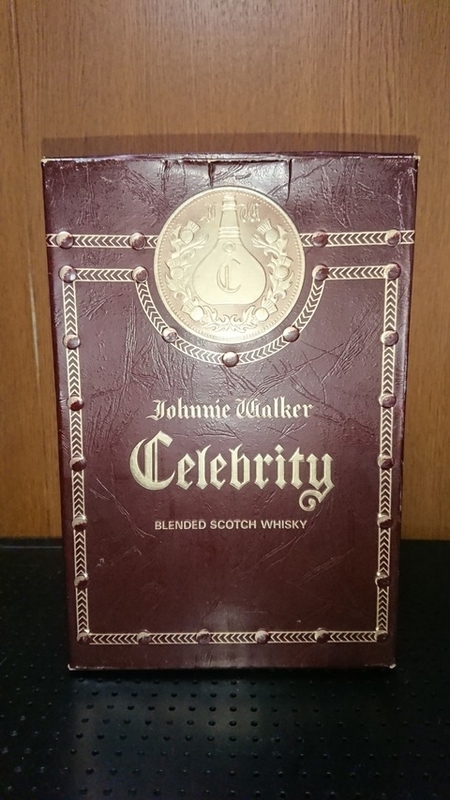 J W
C
Johnnie Walker
Celebrity
BLENDED SCOTCH WHISKY